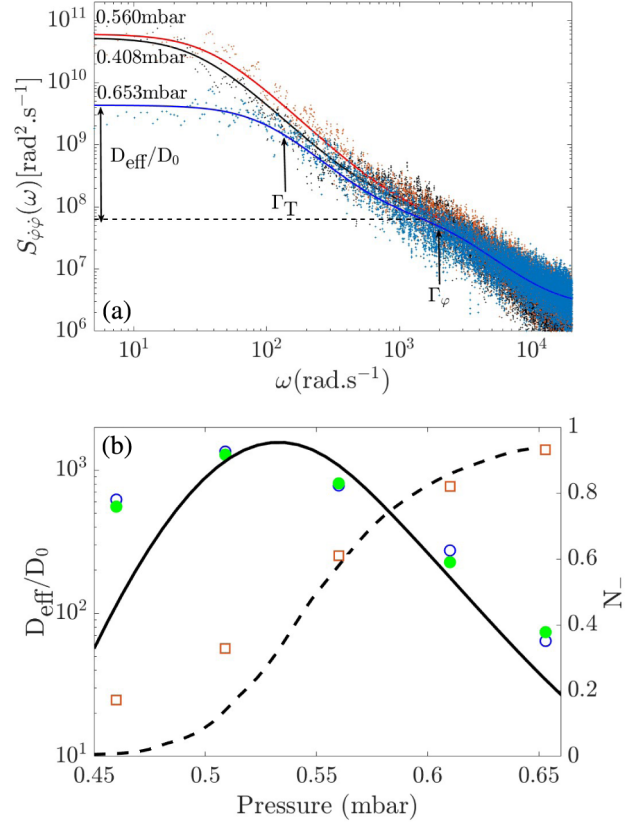 (a)
0.560mbar
0.408mbar
0.653mbar
D_eff/D_0
Γ_T
Γ_φ
10^11
10^10
10^9
10^8
10^7
10^6
S_φ̇φ̇(ω)[rad².s⁻¹]
10^1
10^2
10^3
10^4
ω(rad.s⁻¹)
(b)
10^3
10^2
10^1
D_eff/D_0
1
0.8
0.6
0.4
0.2
0
N_−
0.45
0.5
0.55
0.6
0.65
Pressure (mbar)